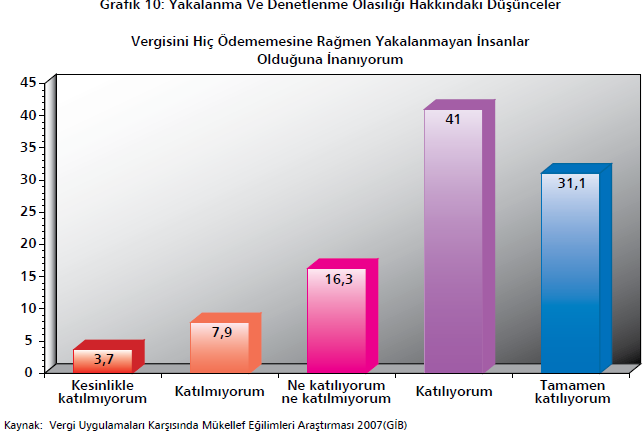 Grafik 10: Yakalanma Ve Denetlenme Olasılığı Hakkındaki Düşünceler
Vergisini Hiç Ödememesine Rağmen Yakalanmayan İnsanlar
Olduğuna İnanıyorum
45
40
35
30
25
20
15
10
5
0
3,7
7,9
16,3
41
31,1
Kesinlikle
katılmıyorum
Katılmıyorum
Ne katılıyorum
ne katılmıyorum
Katılıyorum
Tamamen
katılıyorum
Kaynak: Vergi Uygulamaları Karşısında Mükellef Eğilimleri Araştırması 2007(GİB)